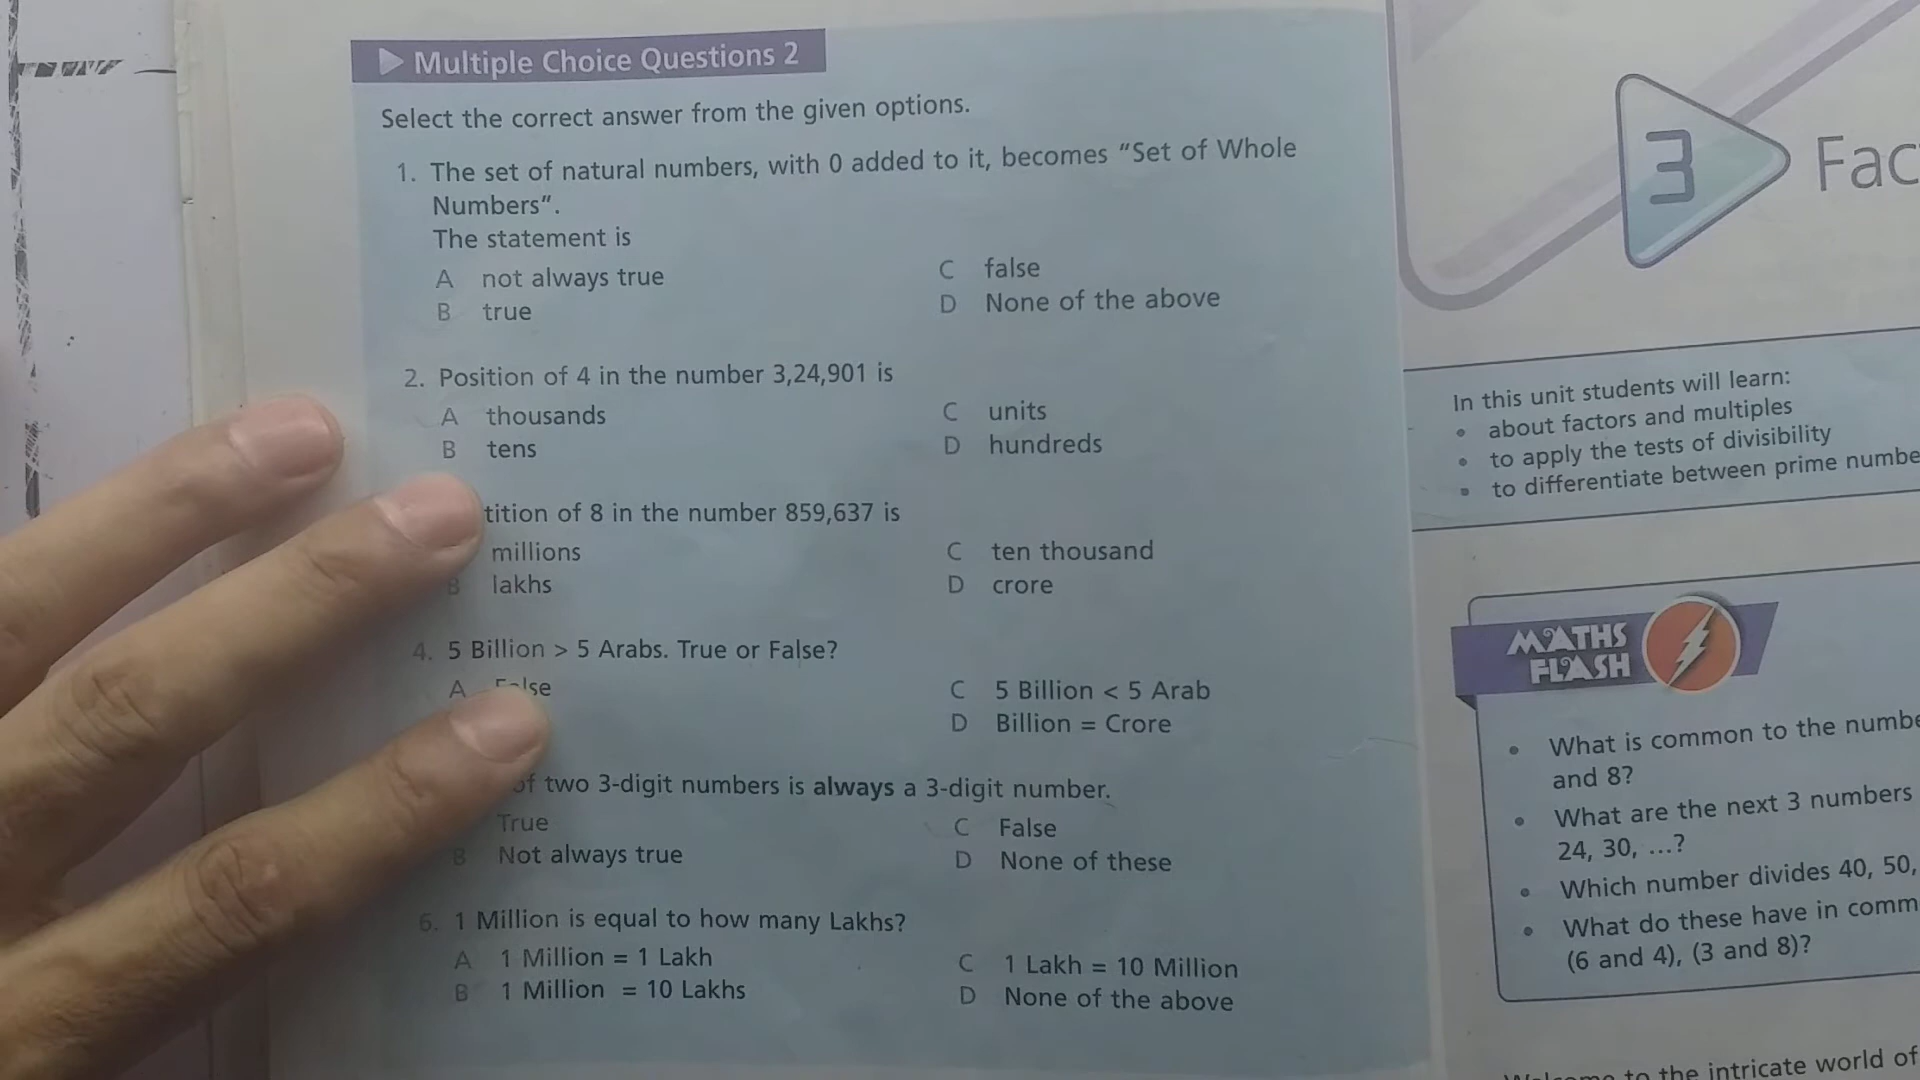 Multiple Choice Questions 2
Select the correct answer from the given options.
1. The set of natural numbers, with 0 added to it, becomes “Set of Whole
Numbers”.
The statement is
A not always true
B true
C false
D None of the above
2. Position of 4 in the number 3,24,901 is
A thousands
B tens
C units
D hundreds
of 8 in the number 859,637 is
millions
B lakhs
C ten thousand
D crore
4. 5 Billion > 5 Arabs. True or False?
A False
C 5 Billion < 5 Arab
D Billion = Crore
of two 3-digit numbers is always a 3-digit number.
True
B Not always true
C False
D None of these
6. 1 Million is equal to how many Lakhs?
A 1 Million = 1 Lakh
B 1 Million = 10 Lakhs
C 1 Lakh = 10 Million
D None of the above
3
Fac
In this unit students will learn:
• about factors and multiples
• to apply the tests of divisibility
• to differentiate between prime numbe
MATHS
FLASH
• What is common to the numbe
and 8?
• What are the next 3 numbers
24, 30, ...?
• Which number divides 40, 50,
• What do these have in comm
(6 and 4), (3 and 8)?
to the intricate world of